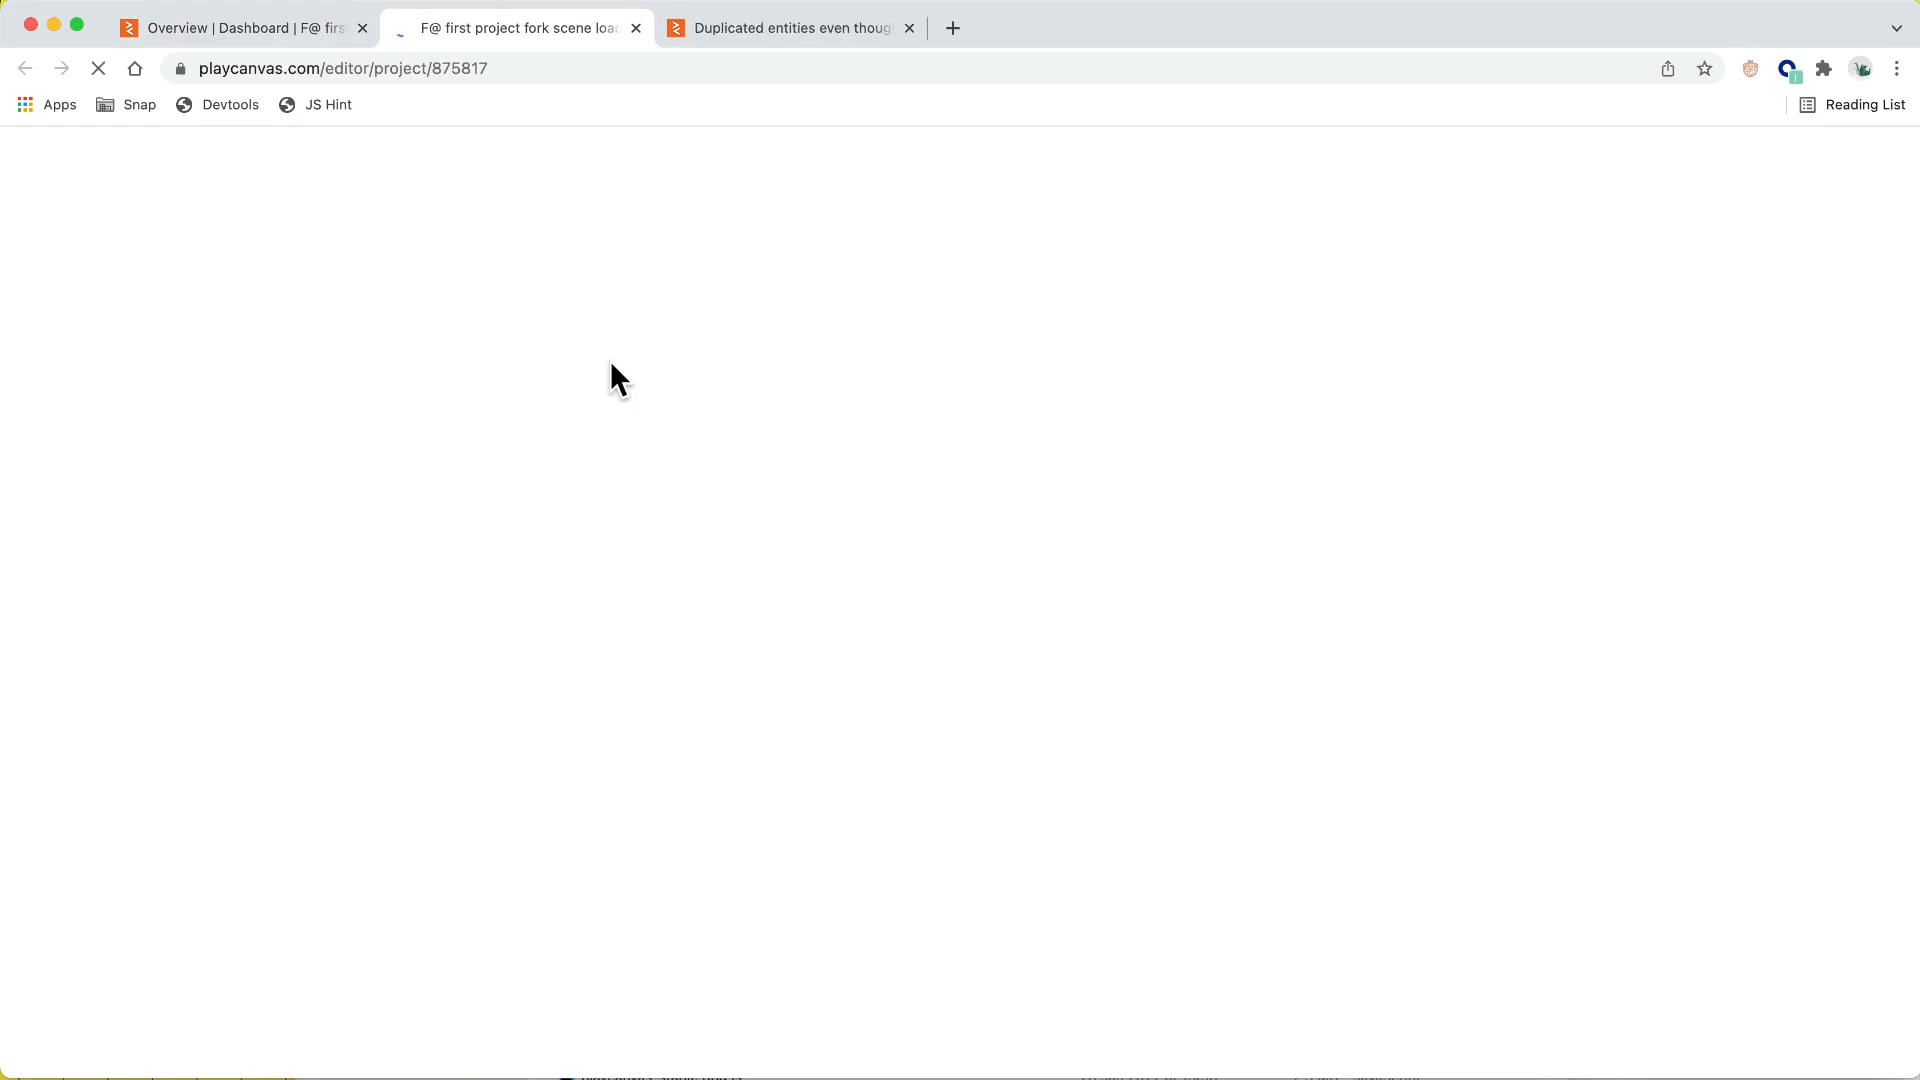 Overview | Dashboard | F@ firs
F@ first project fork scene loa
Duplicated entities even thoug
playcanvas.com/editor/project/875817
Apps
Snap
Devtools
JS Hint
Reading List